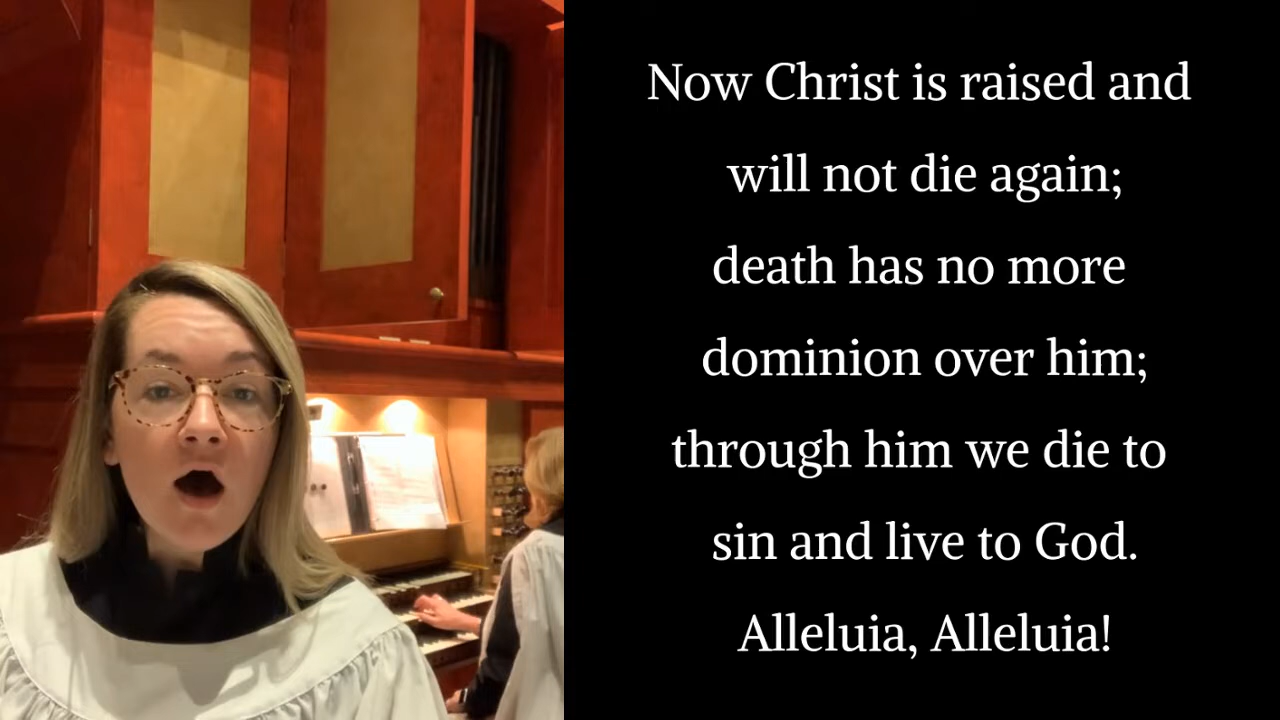 Now Christ is raised and
will not die again;
death has no more
dominion over him;
through him we die to
sin and live to God.
Alleluia, Alleluia!